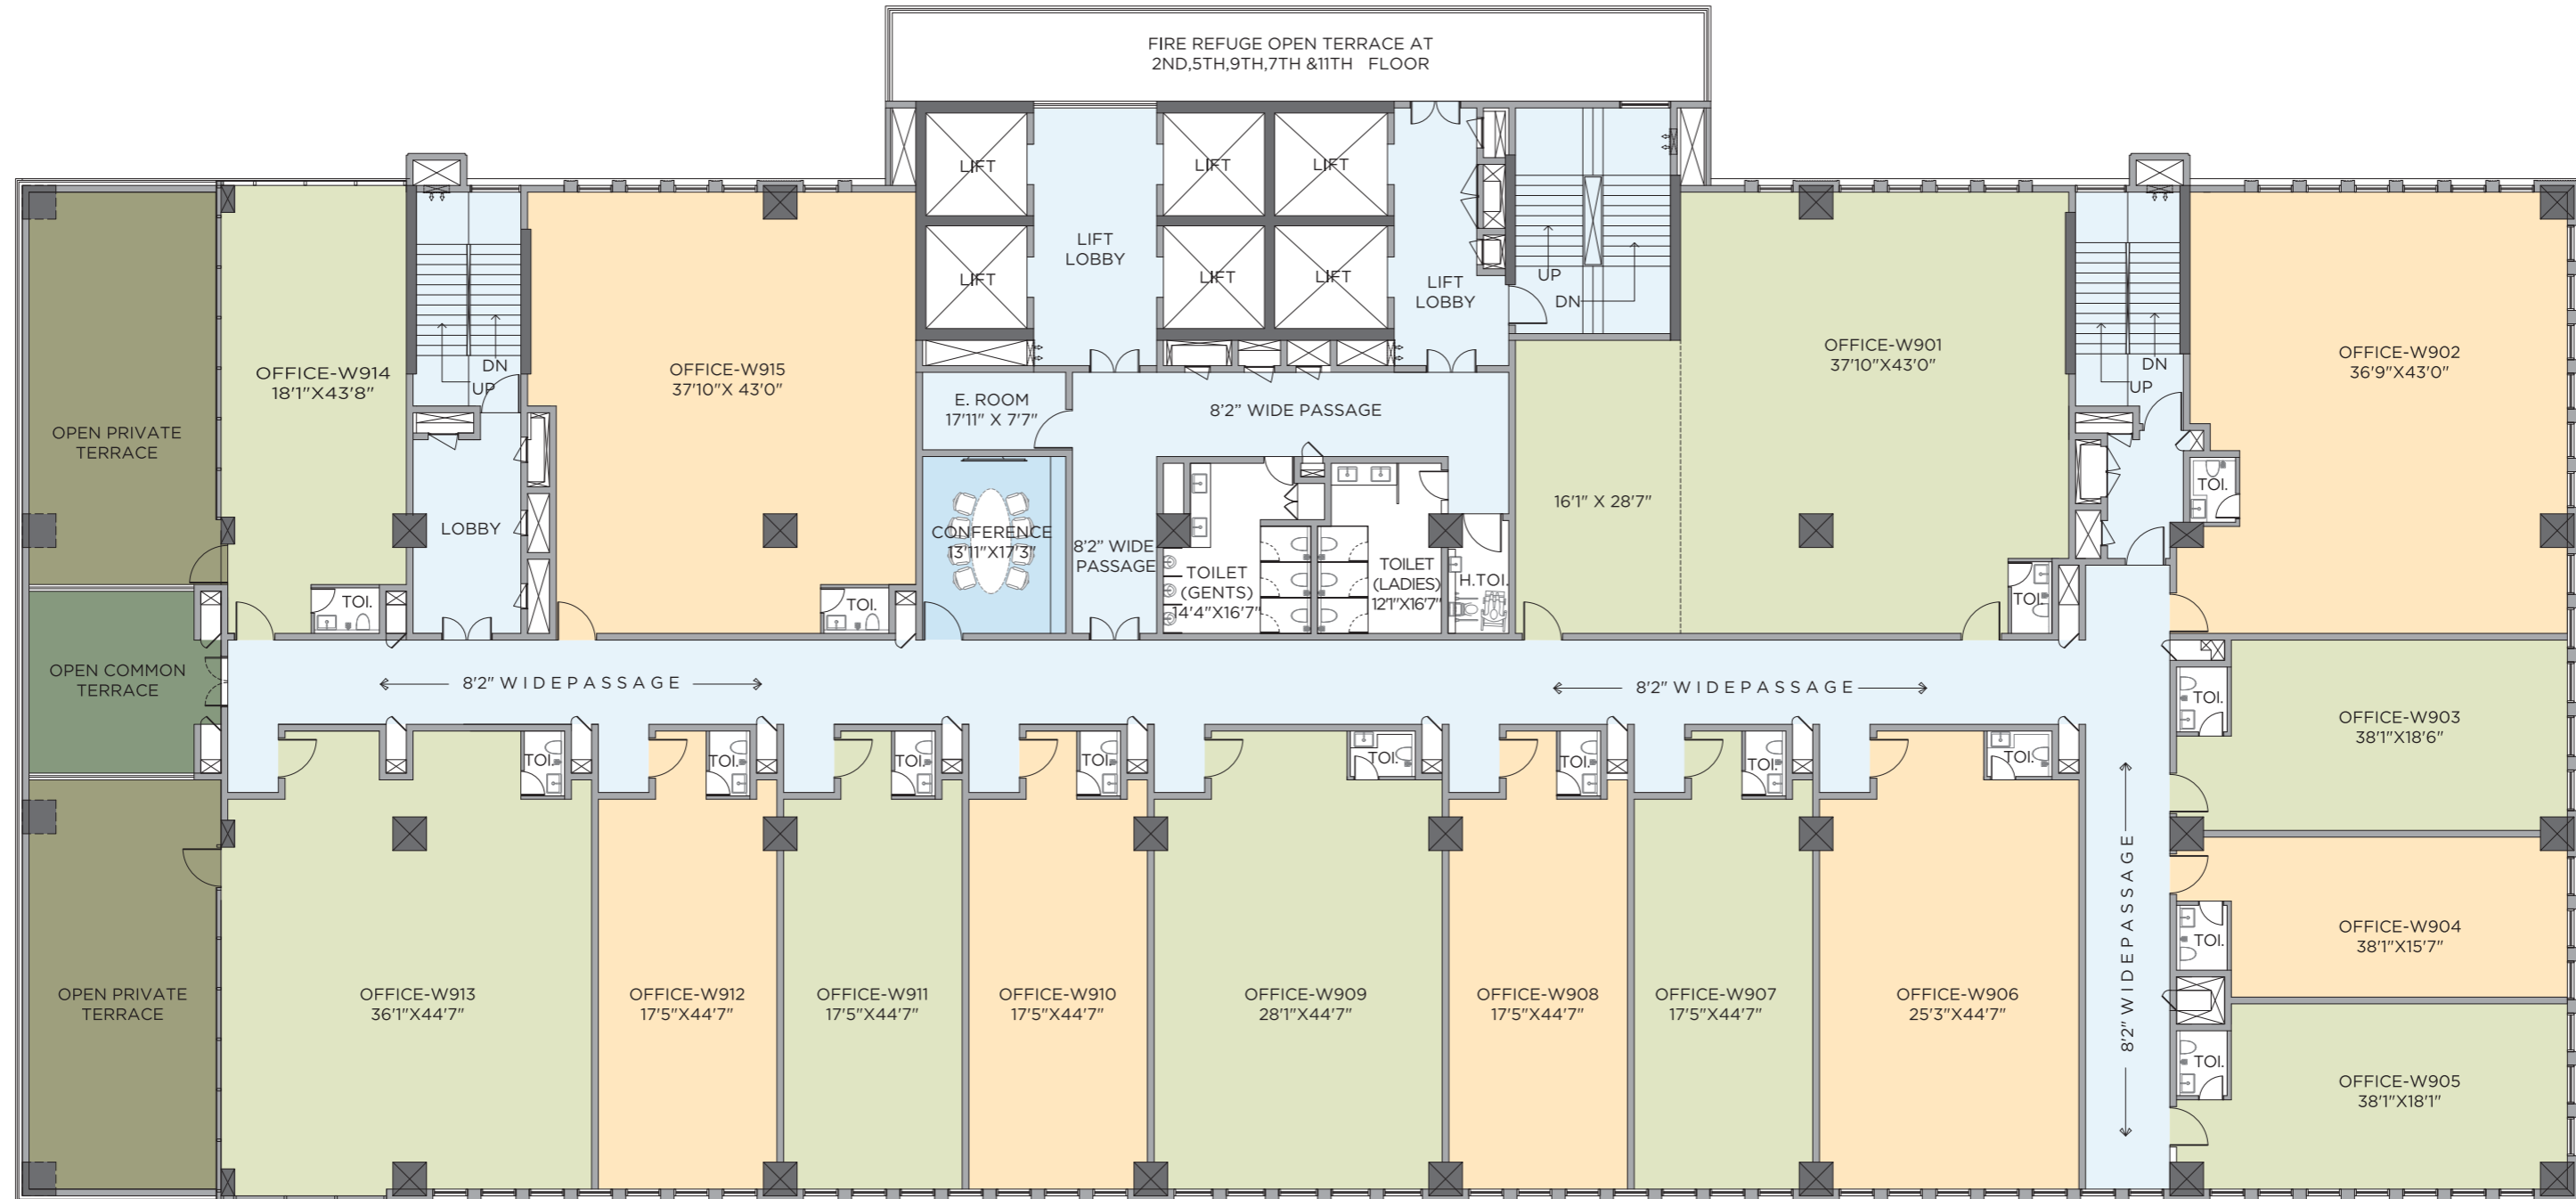 FIRE REFUGE OPEN TERRACE AT
2ND,5TH,9TH,7TH &11TH FLOOR
LIFT
LIFT
LIFT
LIFT
LIFT
LIFT
LIFT
LOBBY
LIFT
LOBBY
UP
DN
OPEN PRIVATE
TERRACE
OFFICE-W914
18'1"X43'8"
DN
UP
LOBBY
TOI.
OFFICE-W915
37'10"X 43'0"
TOI.
E. ROOM
17'11" X 7'7"
8'2" WIDE PASSAGE
CONFERENCE
13'11"X17'3"
8'2" WIDE
PASSAGE
TOILET
(GENTS)
14'4"X16'7"
TOILET
(LADIES)
12'1"X16'7"
H.TOI.
OFFICE-W901
37'10"X43'0"
16'1" X 28'7"
TOI.
DN
UP
OFFICE-W902
36'9"X43'0"
TOI.
OPEN COMMON
TERRACE
8'2" WIDEPASSAGE
8'2" WIDEPASSAGE
TOI.
OFFICE-W903
38'1"X18'6"
TOI.
TOI.
TOI.
TOI.
TOI.
TOI.
TOI.
TOI.
8'2" WIDEPASSAGE
OFFICE-W904
38'1"X15'7"
TOI.
OPEN PRIVATE
TERRACE
OFFICE-W913
36'1"X44'7"
OFFICE-W912
17'5"X44'7"
OFFICE-W911
17'5"X44'7"
OFFICE-W910
17'5"X44'7"
OFFICE-W909
28'1"X44'7"
OFFICE-W908
17'5"X44'7"
OFFICE-W907
17'5"X44'7"
OFFICE-W906
25'3"X44'7"
TOI.
OFFICE-W905
38'1"X18'1"